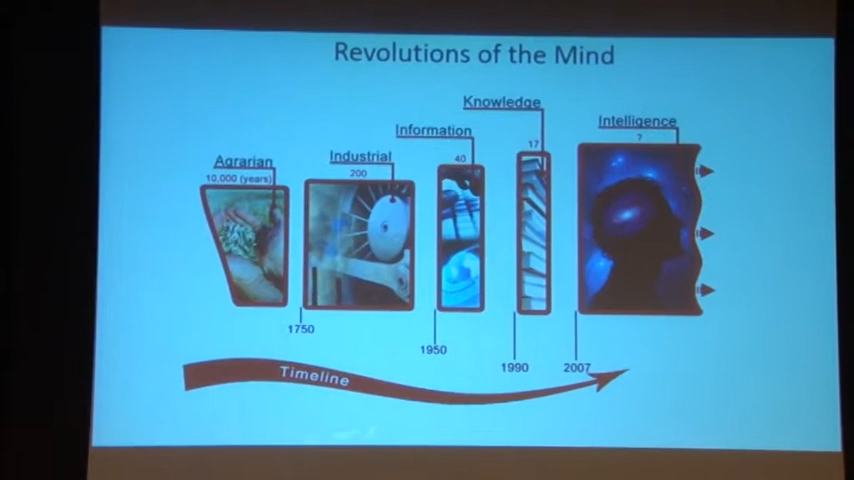 Revolutions of the Mind
Agrarian
10,000 (years)
Industrial
200
Information
40
Knowledge
17
Intelligence
?
1750
1950
1990
2007
Timeline